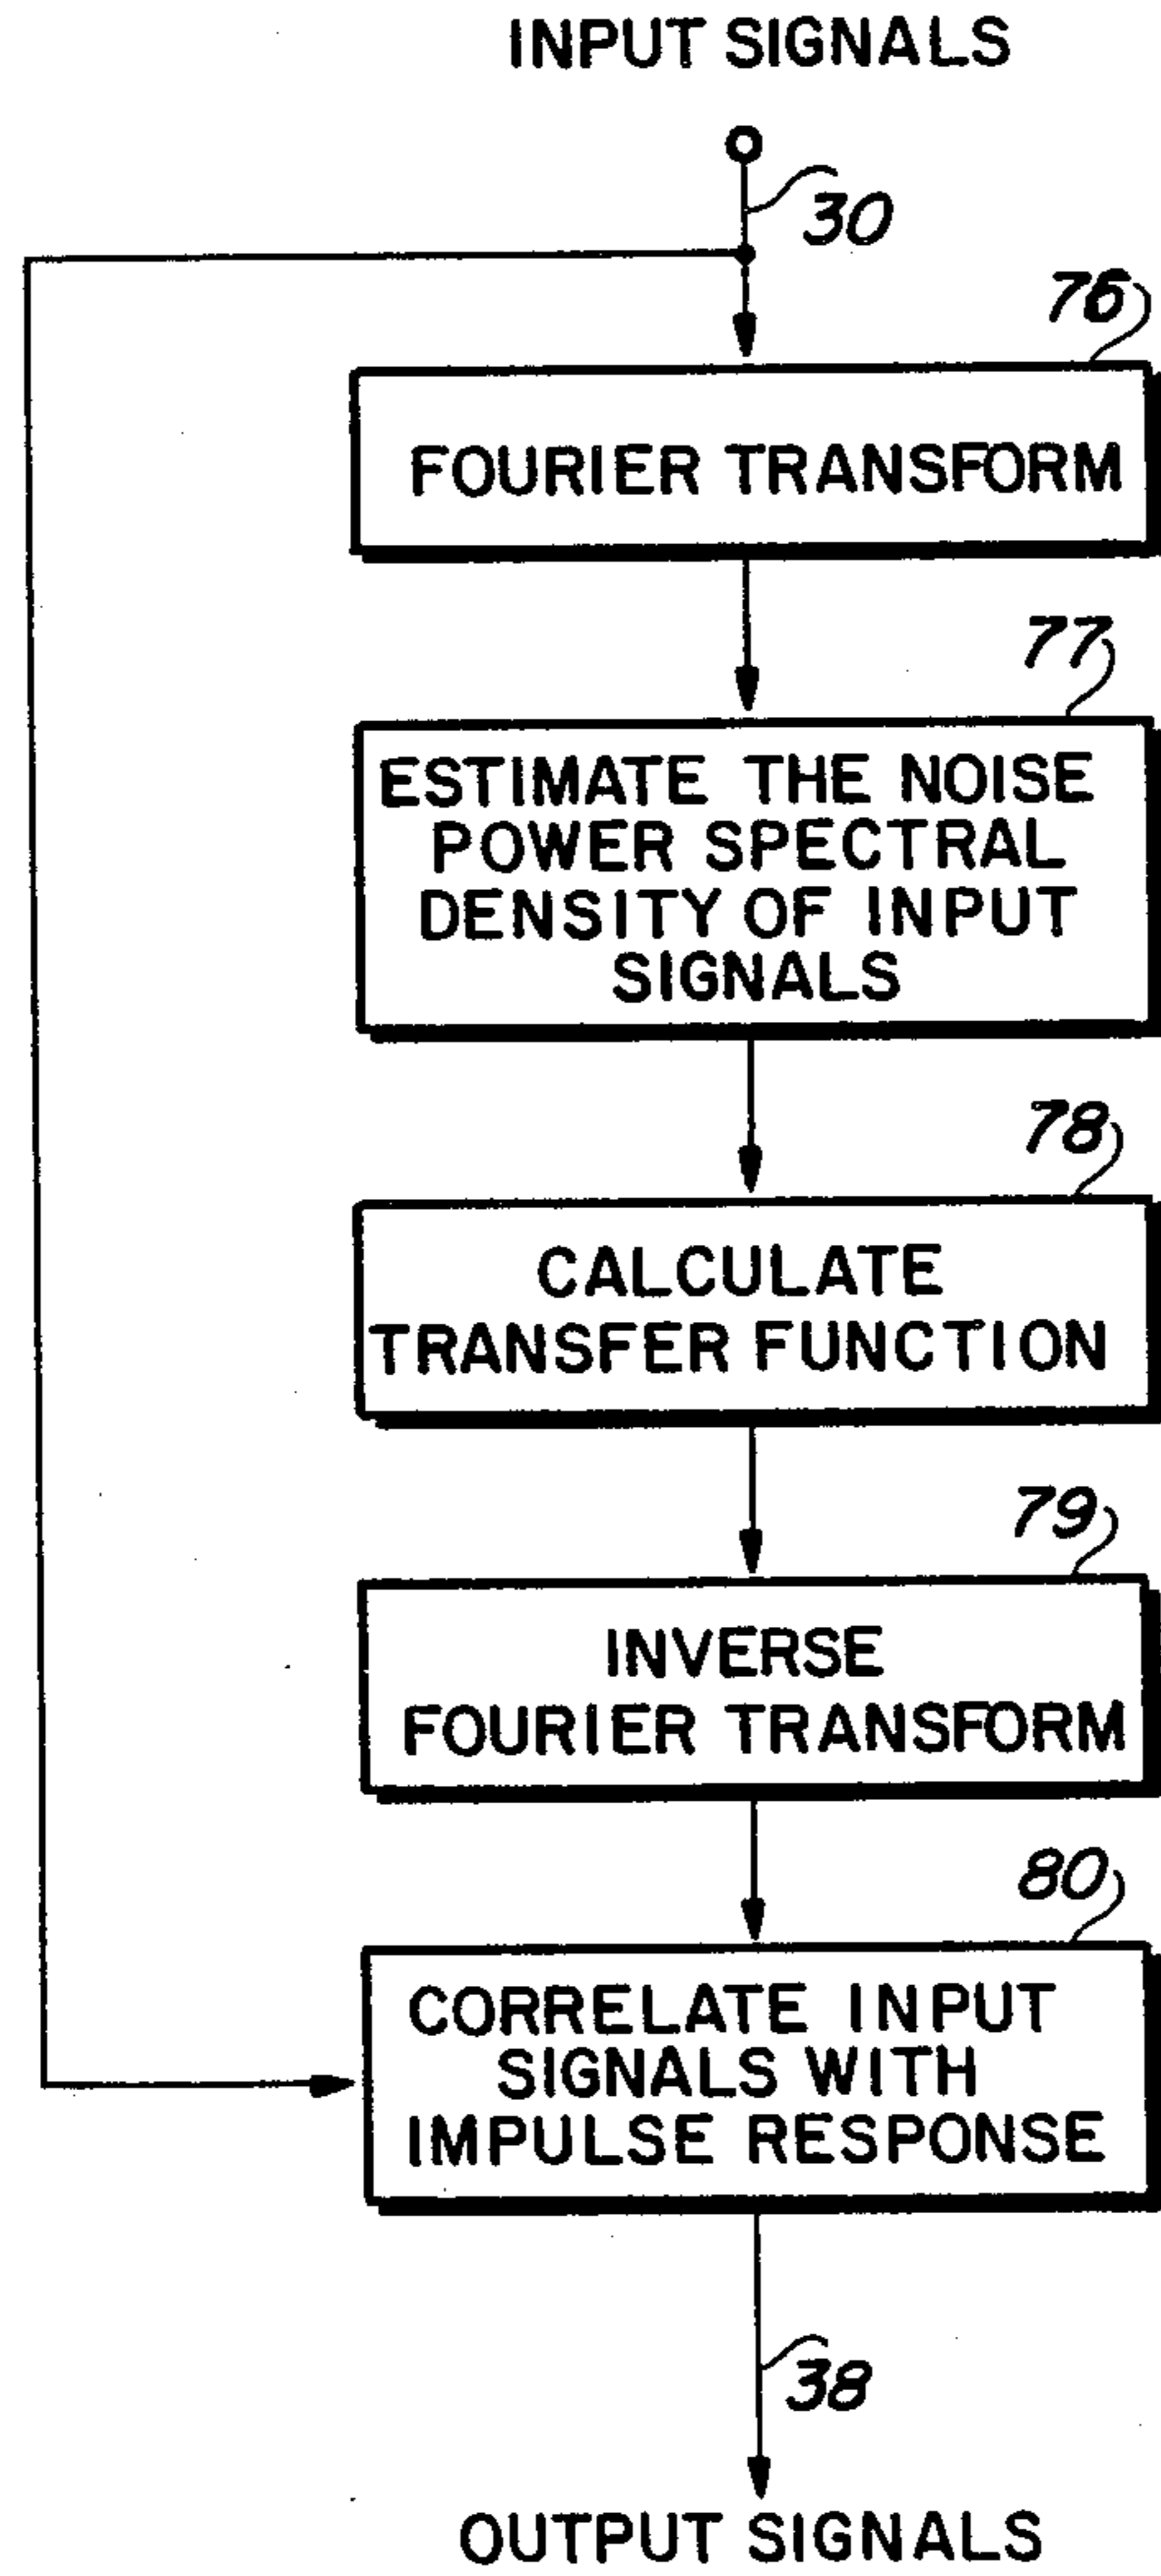 INPUT SIGNALS
30
76
FOURIER TRANSFORM
77
ESTIMATE THE NOISE
POWER SPECTRAL
DENSITY OF INPUT
SIGNALS
78
CALCULATE
TRANSFER FUNCTION
79
INVERSE
FOURIER TRANSFORM
80
CORRELATE INPUT
SIGNALS WITH
IMPULSE RESPONSE
38
OUTPUT SIGNALS